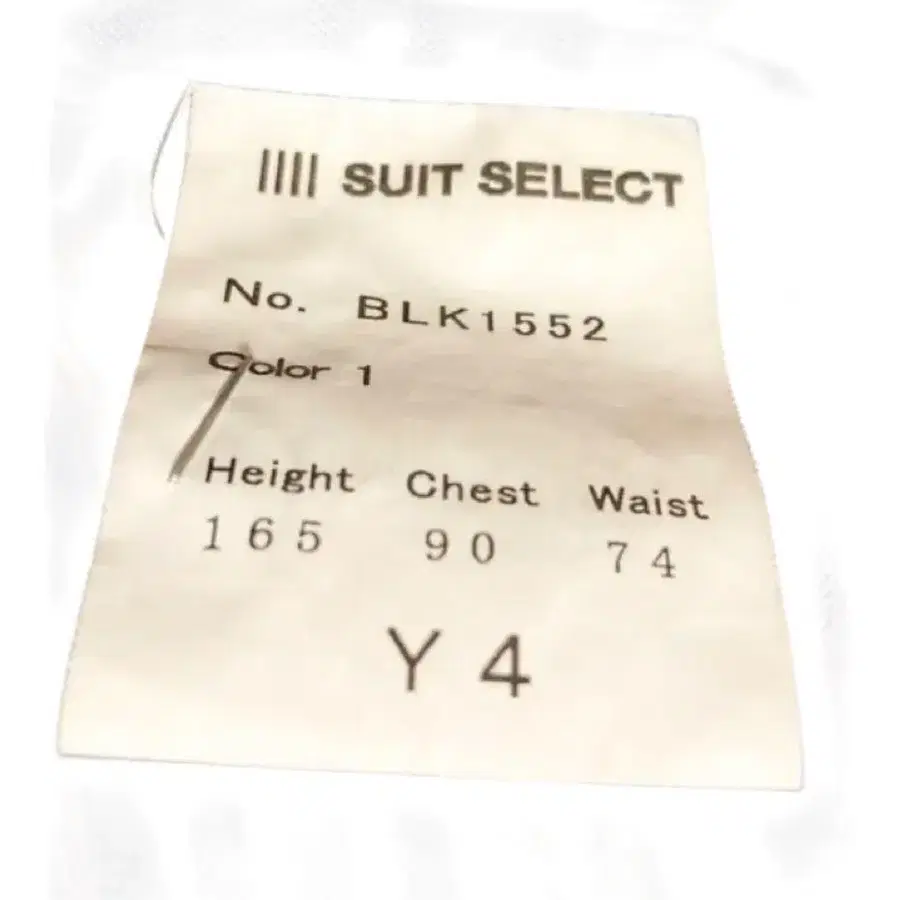 SUIT SELECT
No. BLK1552
Color 1
Height Chest Waist
165 90 74
Y4